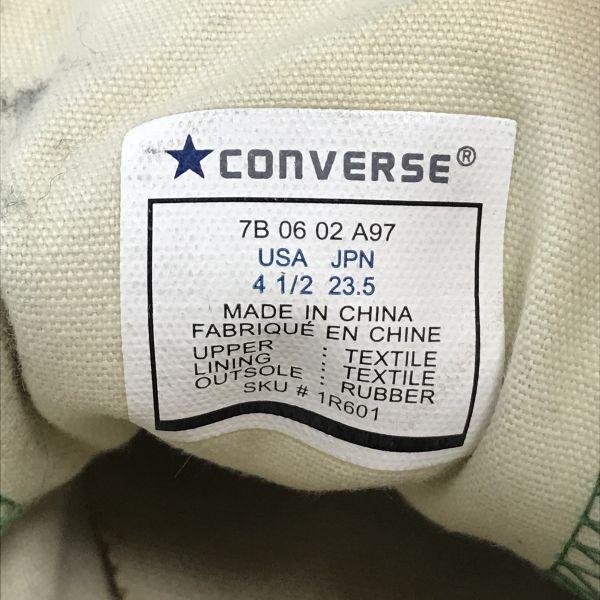 ★CONVERSE®
7B 06 02 A97
USA JPN
4 1/2 23.5
MADE IN CHINA
FABRIQUÉ EN CHINE
UPPER : TEXTILE
LINING : TEXTILE
OUTSOLE : RUBBER
SKU # 1R601